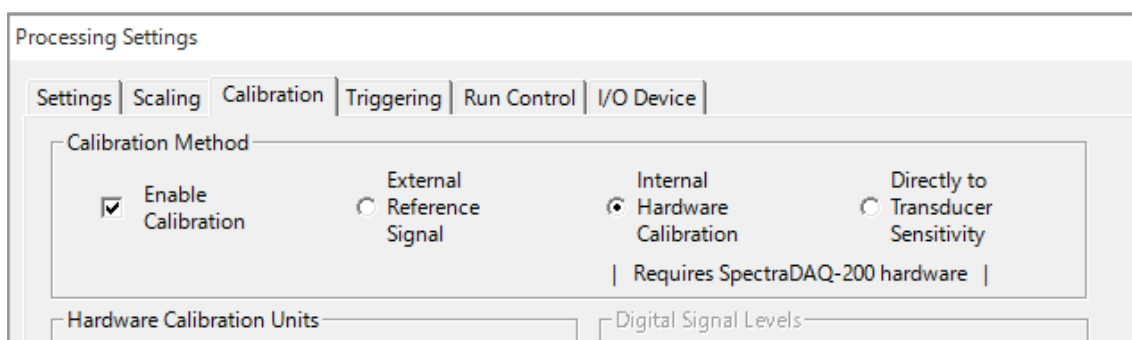 Processing Settings
Settings Scaling Calibration Triggering Run Control I/O Device
Calibration Method
Enable
Calibration
External
Reference
Signal
Internal
Hardware
Calibration
Directly to
Transducer
Sensitivity
| Requires SpectraDAQ-200 hardware |
Hardware Calibration Units
Digital Signal Levels